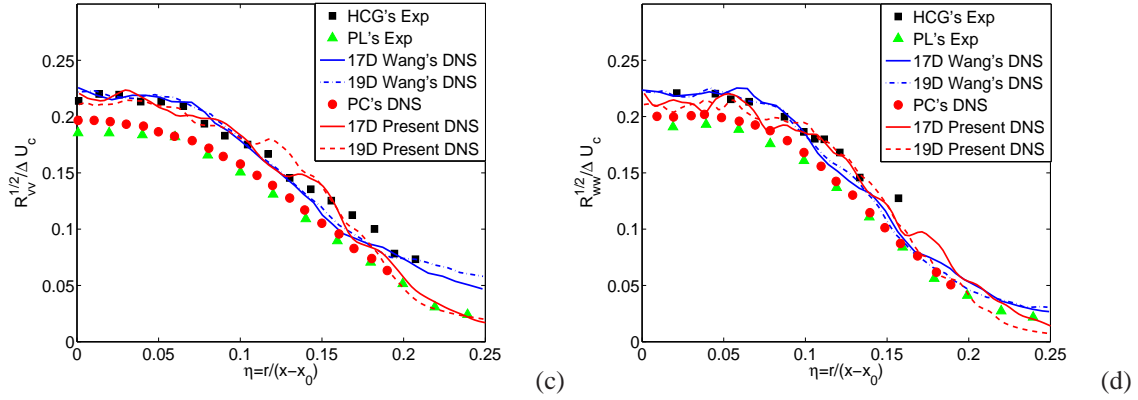 HCG's Exp
PL's Exp
17D Wang's DNS
19D Wang's DNS
PC's DNS
17D Present DNS
19D Present DNS
0.25
0.2
0.15
0.1
0.05
0
R_vv^1/2/Δ U_c
0 0.05 0.1 0.15 0.2 0.25
η=r/(x−x_0)
(c)
HCG's Exp
PL's Exp
17D Wang's DNS
19D Wang's DNS
PC's DNS
17D Present DNS
19D Present DNS
0.25
0.2
0.15
0.1
0.05
0
R_ww^1/2/Δ U_c
0 0.05 0.1 0.15 0.2 0.25
η=r/(x−x_0)
(d)